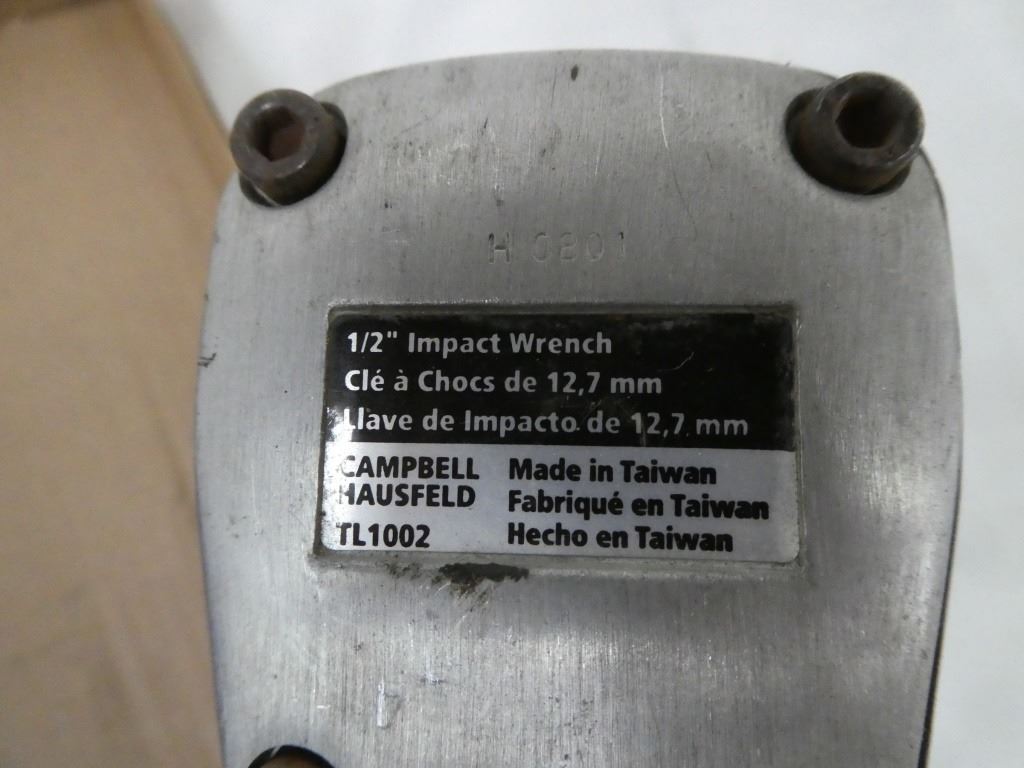 H 0801
1/2" Impact Wrench
Clé à Chocs de 12,7 mm
Llave de Impacto de 12,7 mm
CAMPBELL HAUSFELD
TL1002
Made in Taiwan
Fabriqué en Taiwan
Hecho en Taiwan